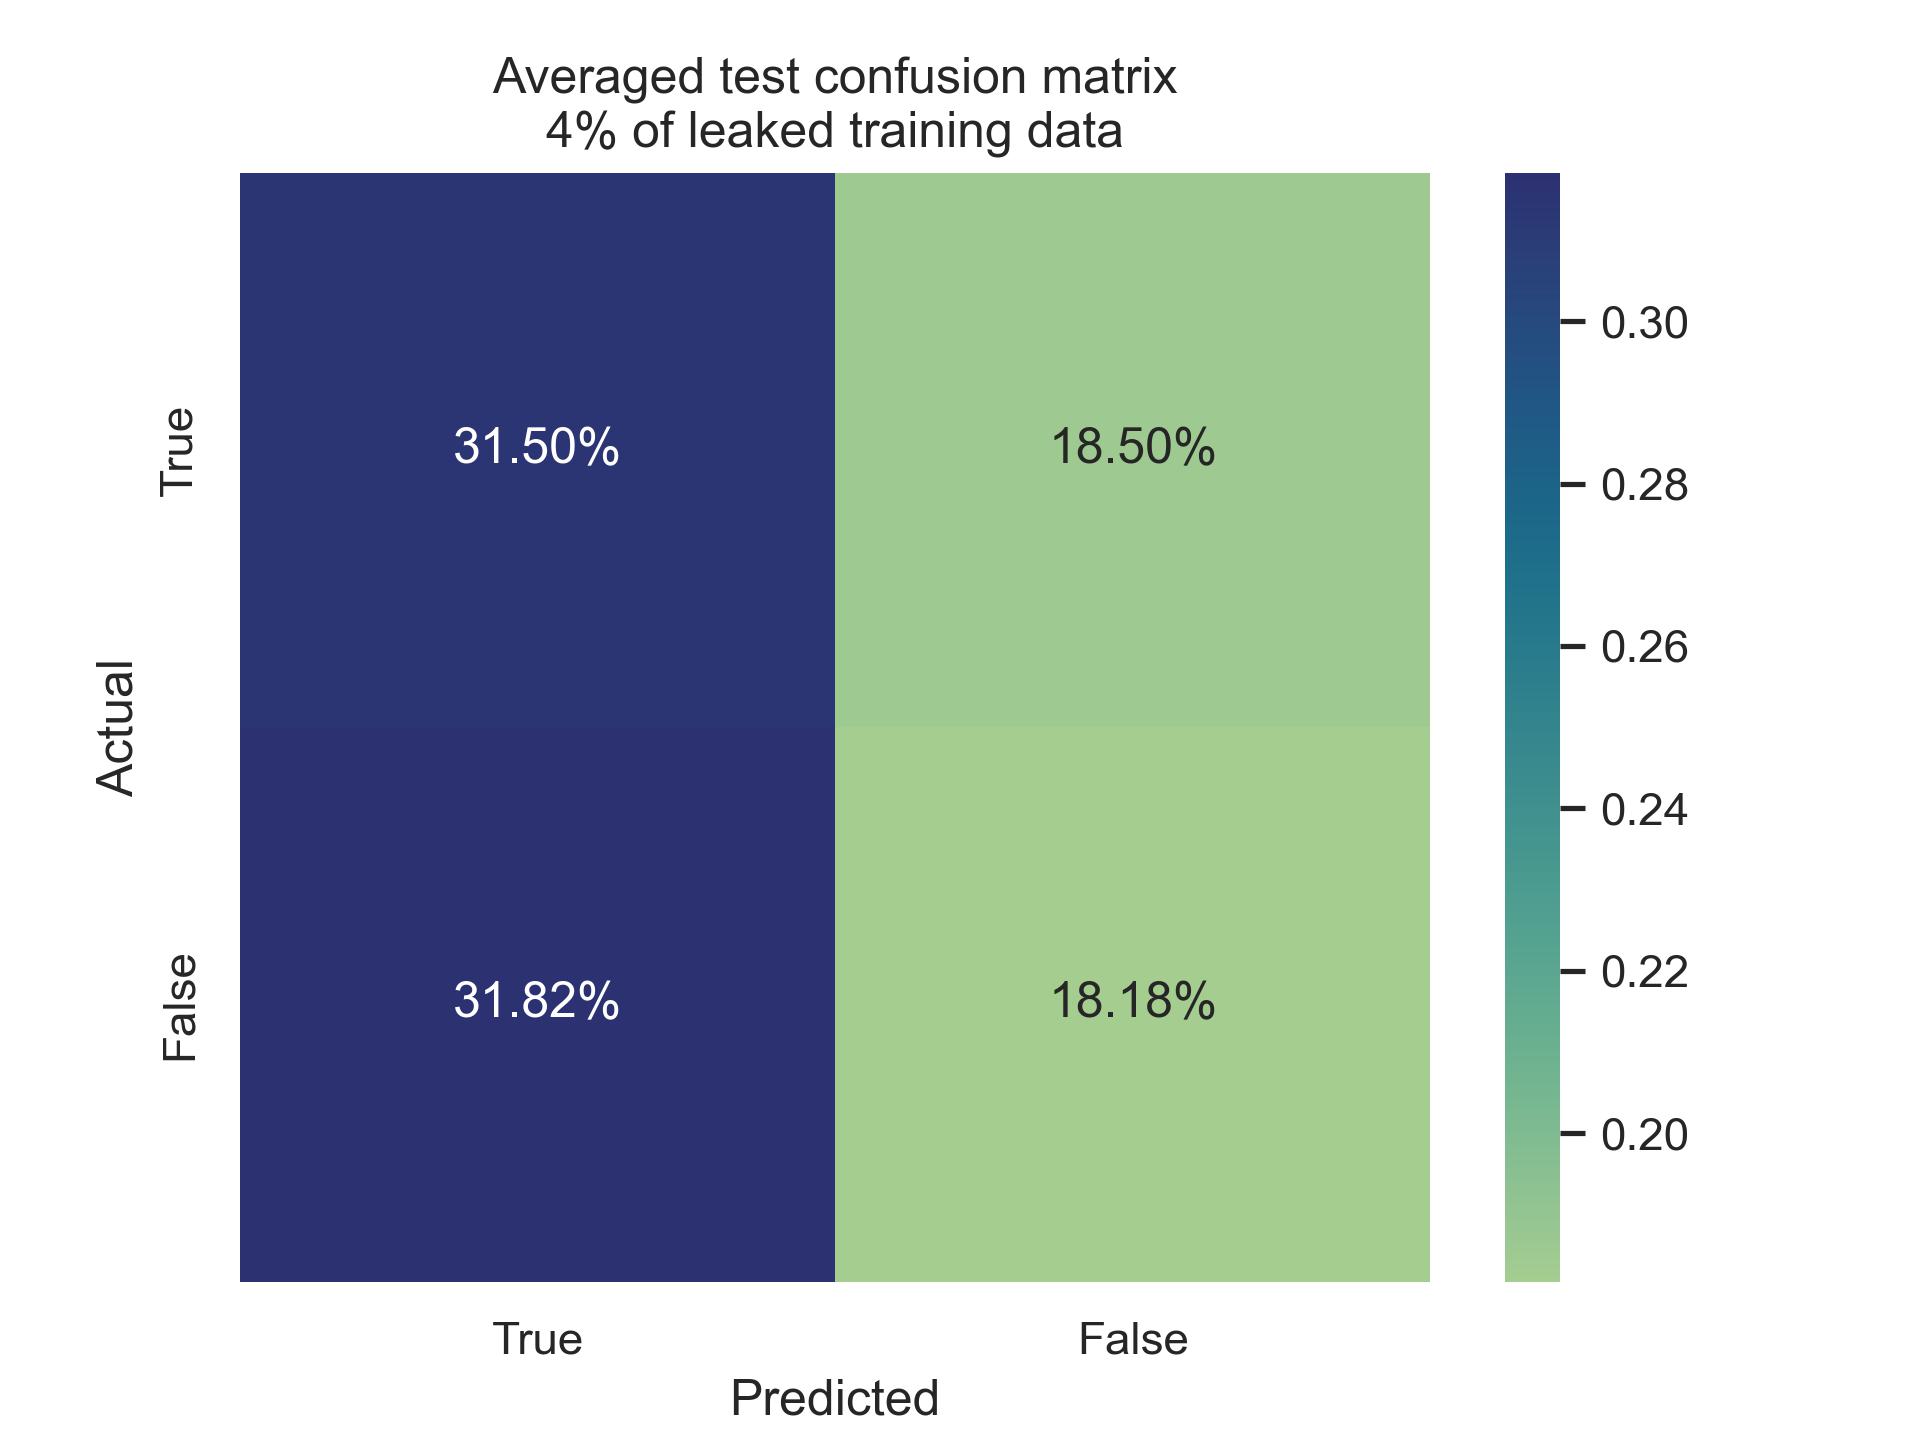 Averaged test confusion matrix
4% of leaked training data
Actual
True
31.50%
18.50%
False
31.82%
18.18%
True
False
Predicted
0.30
0.28
0.26
0.24
0.22
0.20